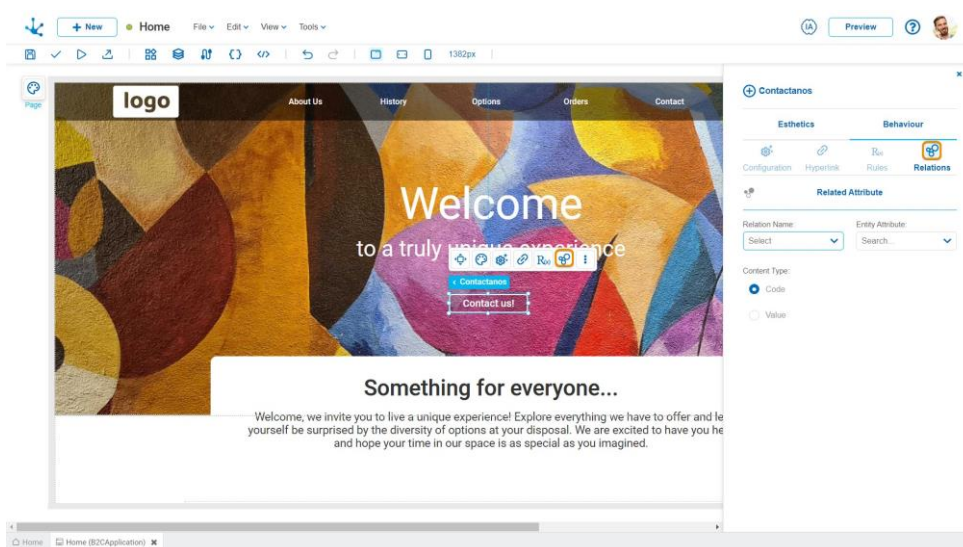 + New
Home
File
Edit
View
Tools
IA
Preview
?
1382px
Page
logo
About Us
History
Options
Orders
Contact
Welcome
to a truly unique experience
Contactanos
Contact us!
Something for everyone...
Welcome, we invite you to live a unique experience! Explore everything we have to offer and le
yourself be surprised by the diversity of options at your disposal. We are excited to have you he
and hope your time in our space is as special as you imagined.
Contactanos
Esthetics
Behaviour
Configuration
Hyperlink
Rules
Relations
Related Attribute
Relation Name:
Entity Attribute:
Select
Search...
Content Type:
Code
Value
Home
Home (B2CApplication)